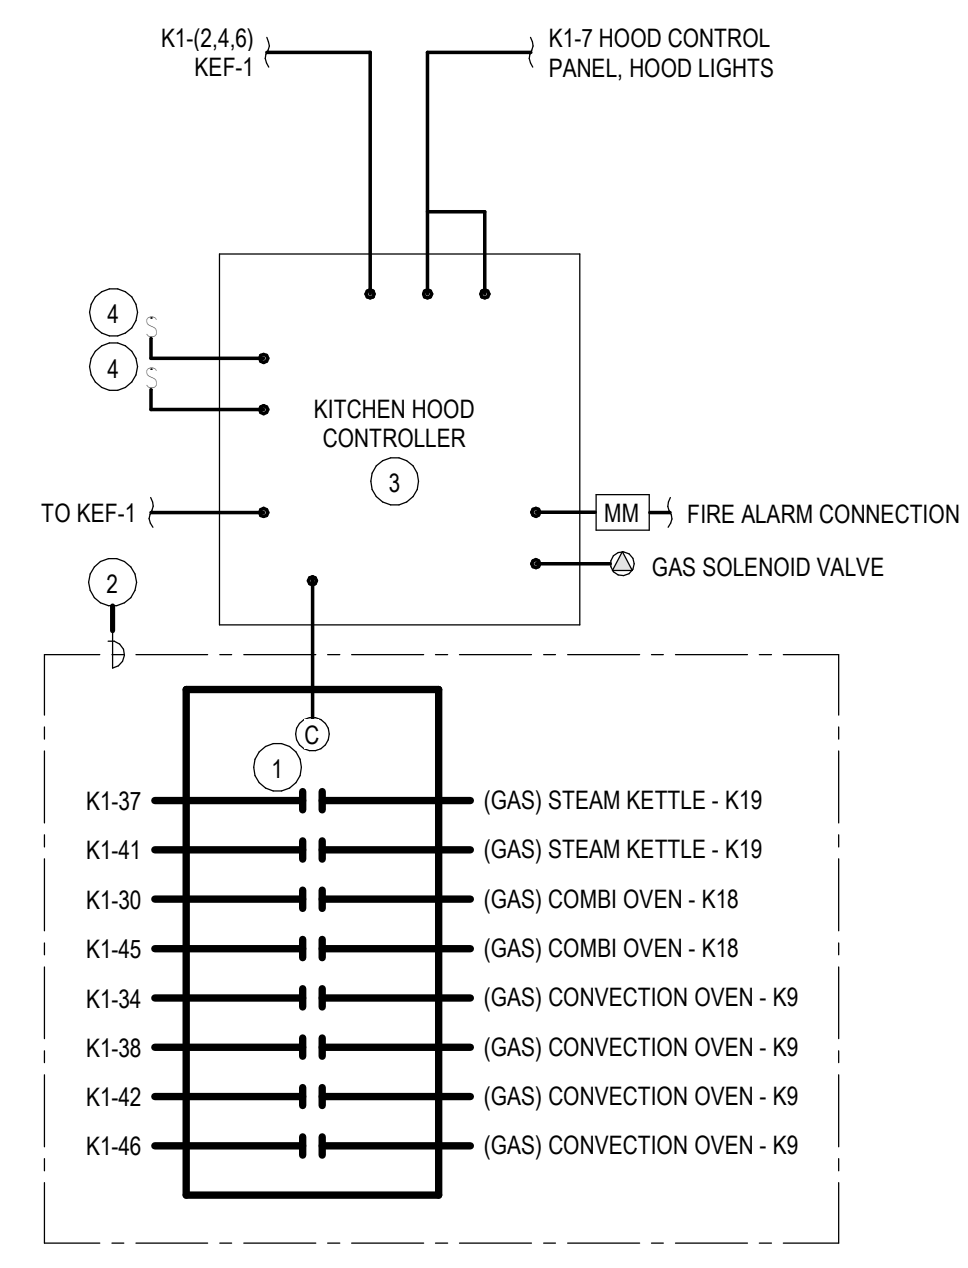 K1-(2,4,6)
KEF-1
K1-7 HOOD CONTROL
PANEL, HOOD LIGHTS
4
S
4
S
KITCHEN HOOD
CONTROLLER
3
TO KEF-1
MM
FIRE ALARM CONNECTION
GAS SOLENOID VALVE
2
C
1
K1-37 (GAS) STEAM KETTLE - K19
K1-41 (GAS) STEAM KETTLE - K19
K1-30 (GAS) COMBI OVEN - K18
K1-45 (GAS) COMBI OVEN - K18
K1-34 (GAS) CONVECTION OVEN - K9
K1-38 (GAS) CONVECTION OVEN - K9
K1-42 (GAS) CONVECTION OVEN - K9
K1-46 (GAS) CONVECTION OVEN - K9